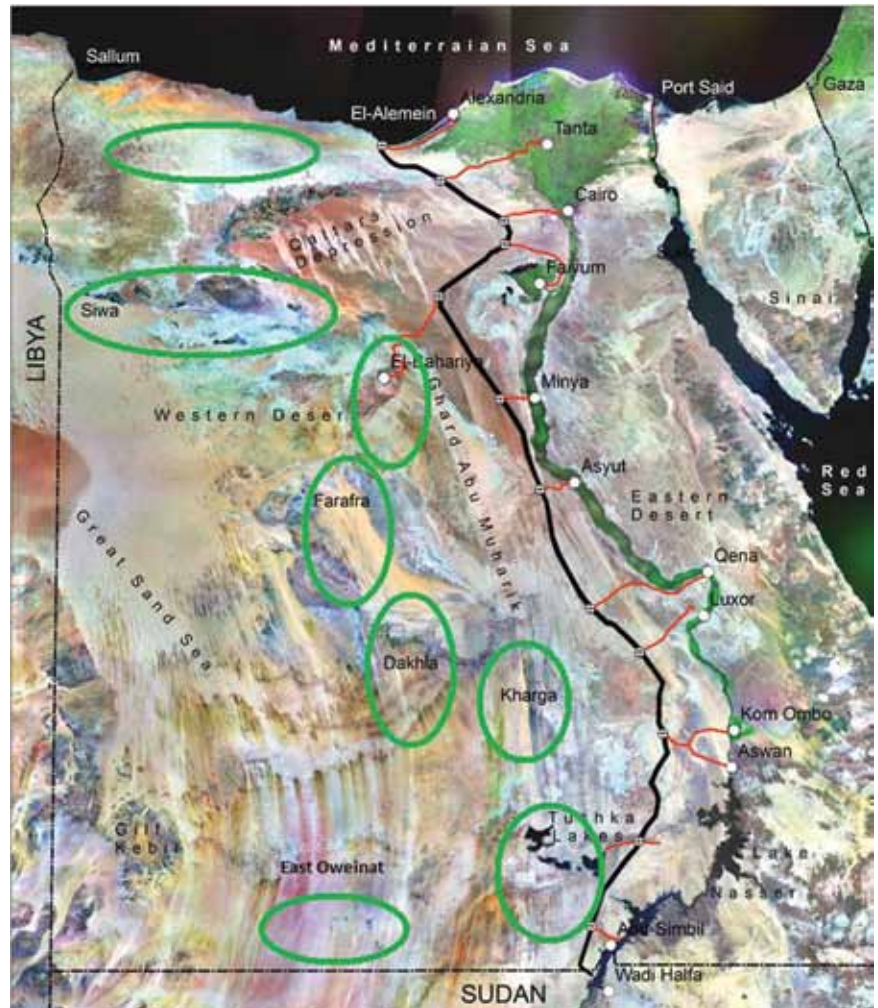 Mediterraian Sea
Sallum
Port Said
Gaza
El-Alemein
Alexandria
Tanta
Cairo
Qattara
Depression
Faiyum
Sinai
Siwa
LIBYA
El-Bahariya
Western Deser
Minya
Ghard Abu Muharik
Asyut
Red
Sea
Farafra
Eastern
Desert
Great Sand Sea
Qena
Luxor
Dakhla
Kharga
Kom Ombo
Aswan
Tushka
Lakes
Gilf
Kebir
East Oweinat
Lake
Nasser
Abu-Simbil
Wadi Halfa
SUDAN